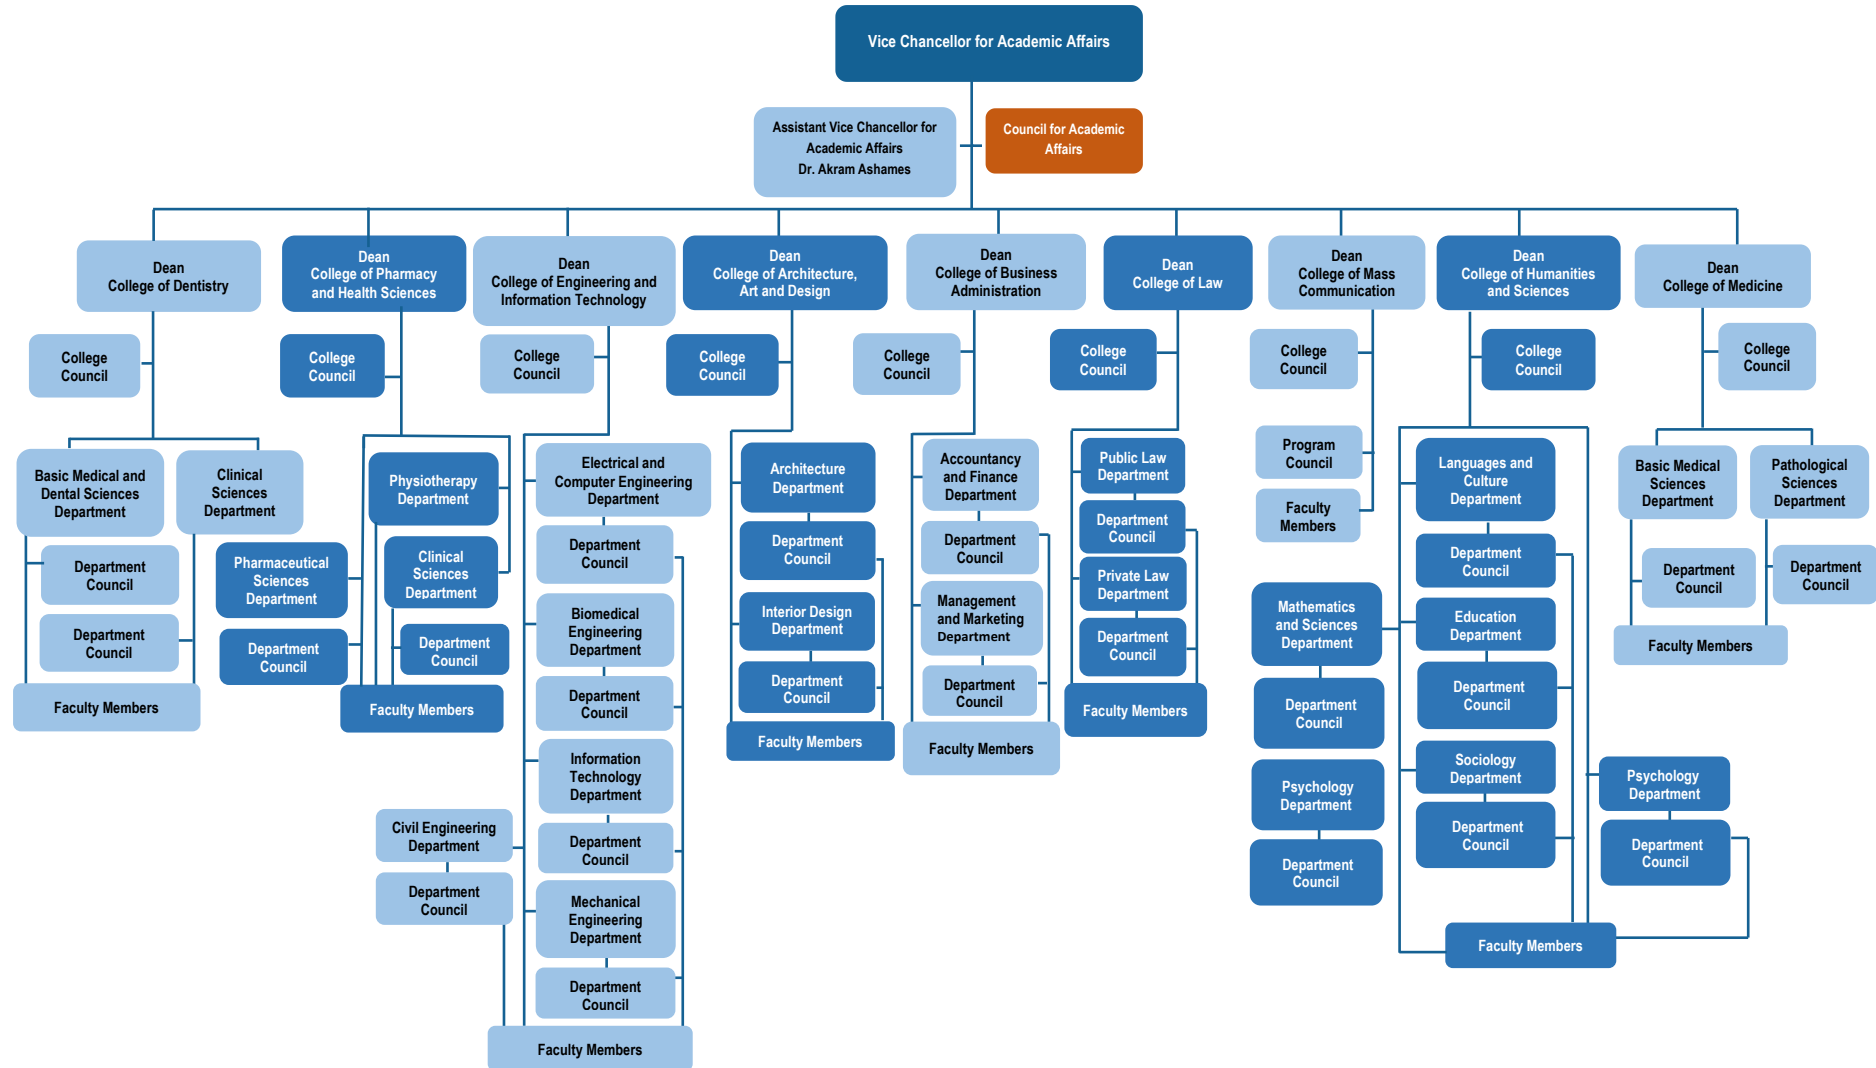 Vice Chancellor for Academic Affairs
Assistant Vice Chancellor for
Academic Affairs
Dr. Akram Ashames
Council for Academic
Affairs
Dean
College of Dentistry
Dean
College of Pharmacy
and Health Sciences
Dean
College of Engineering and
Information Technology
Dean
College of Architecture,
Art and Design
Dean
College of Business
Administration
Dean
College of Law
Dean
College of Mass
Communication
Dean
College of Humanities
and Sciences
Dean
College of Medicine
College
Council
College
Council
College
Council
College
Council
College
Council
College
Council
College
Council
College
Council
College
Council
Basic Medical and
Dental Sciences
Department
Clinical
Sciences
Department
Department
Council
Department
Council
Faculty Members
Physiotherapy
Department
Pharmaceutical
Sciences
Department
Clinical
Sciences
Department
Department
Council
Department
Council
Faculty Members
Electrical and
Computer Engineering
Department
Department
Council
Biomedical
Engineering
Department
Department
Council
Information
Technology
Department
Civil Engineering
Department
Department
Council
Department
Council
Mechanical
Engineering
Department
Department
Council
Faculty Members
Architecture
Department
Department
Council
Interior Design
Department
Department
Council
Faculty Members
Accountancy
and Finance
Department
Department
Council
Management
and Marketing
Department
Department
Council
Faculty Members
Public Law
Department
Department
Council
Private Law
Department
Department
Council
Faculty Members
Program
Council
Faculty
Members
Languages and
Culture
Department
Department
Council
Mathematics
and Sciences
Department
Education
Department
Department
Council
Department
Council
Sociology
Department
Psychology
Department
Psychology
Department
Department
Council
Department
Council
Department
Council
Faculty Members
Basic Medical
Sciences
Department
Pathological
Sciences
Department
Department
Council
Department
Council
Faculty Members